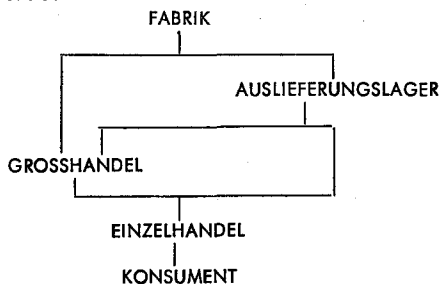 FABRIK
AUSLIEFERUNGSLAGER
GROSSHANDEL
EINZELHANDEL
KONSUMENT